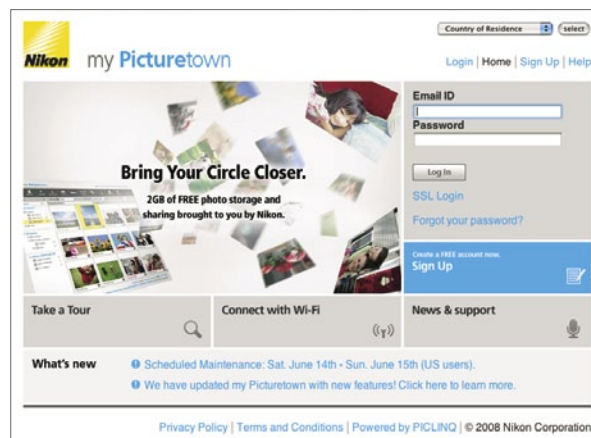 Country of Residence select
Nikon my Picturetown
Login | Home | Sign Up | Help
Email ID
Password
Log In
SSL Login
Forgot your password?
Bring Your Circle Closer.
2GB of FREE photo storage and
sharing brought to you by Nikon.
Create a FREE account now.
Sign Up
Take a Tour
Connect with Wi-Fi
News & support
What's new
Scheduled Maintenance: Sat. June 14th - Sun. June 15th (US users).
We have updated my Picturetown with new features! Click here to learn more.
Privacy Policy | Terms and Conditions | Powered by PICLINQ | © 2008 Nikon Corporation